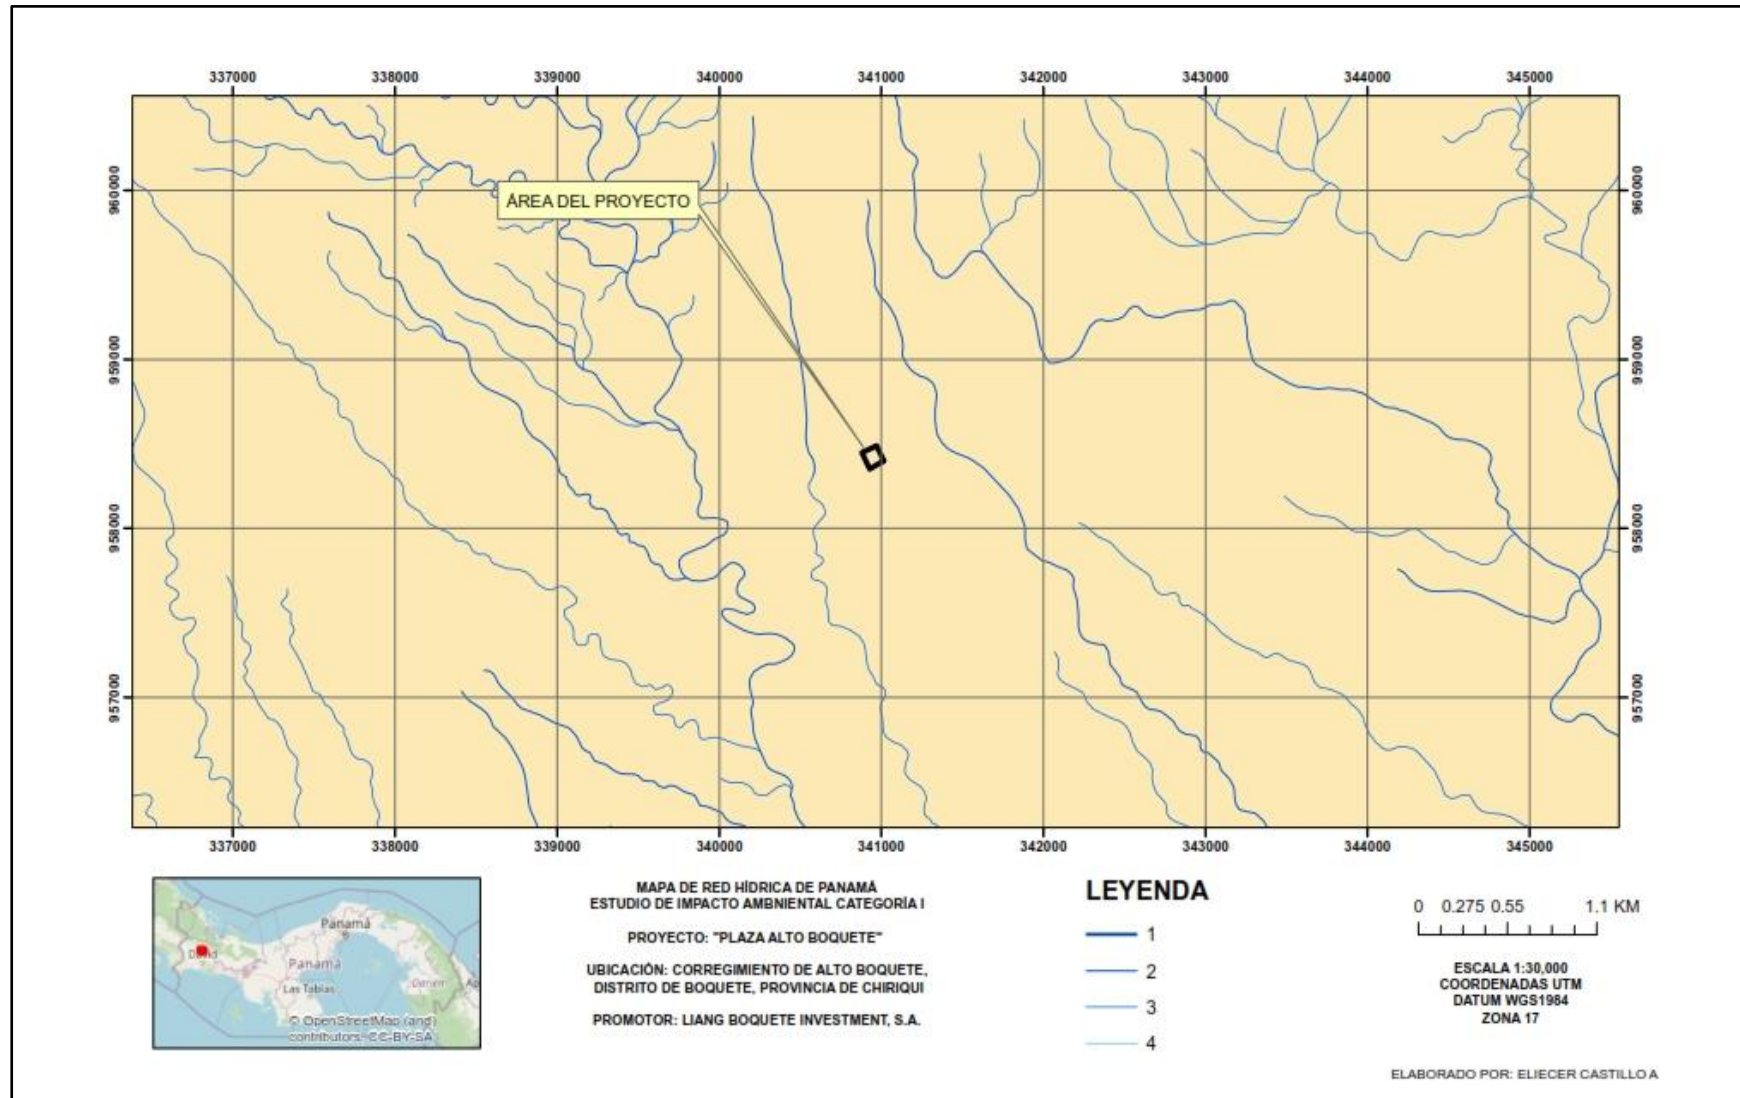 337000 338000 339000 340000 341000 342000 343000 344000 345000
960000 960000
ÁREA DEL PROYECTO
959000 959000
958000 958000
957000 957000
337000 338000 339000 340000 341000 342000 343000 344000 345000
Panamá
David
Panamá
Las Tablas
Darién
© OpenStreetMap (and)
contributors, CC-BY-SA
MAPA DE RED HÍDRICA DE PANAMÁ
ESTUDIO DE IMPACTO AMBNIENTAL CATEGORÍA I
PROYECTO: "PLAZA ALTO BOQUETE"
UBICACIÓN: CORREGIMIENTO DE ALTO BOQUETE,
DISTRITO DE BOQUETE, PROVINCIA DE CHIRIQUI
PROMOTOR: LIANG BOQUETE INVESTMENT, S.A.
LEYENDA
1
2
3
4
0 0.275 0.55 1.1 KM
ESCALA 1:30,000
COORDENADAS UTM
DATUM WGS1984
ZONA 17
ELABORADO POR: ELIECER CASTILLO A